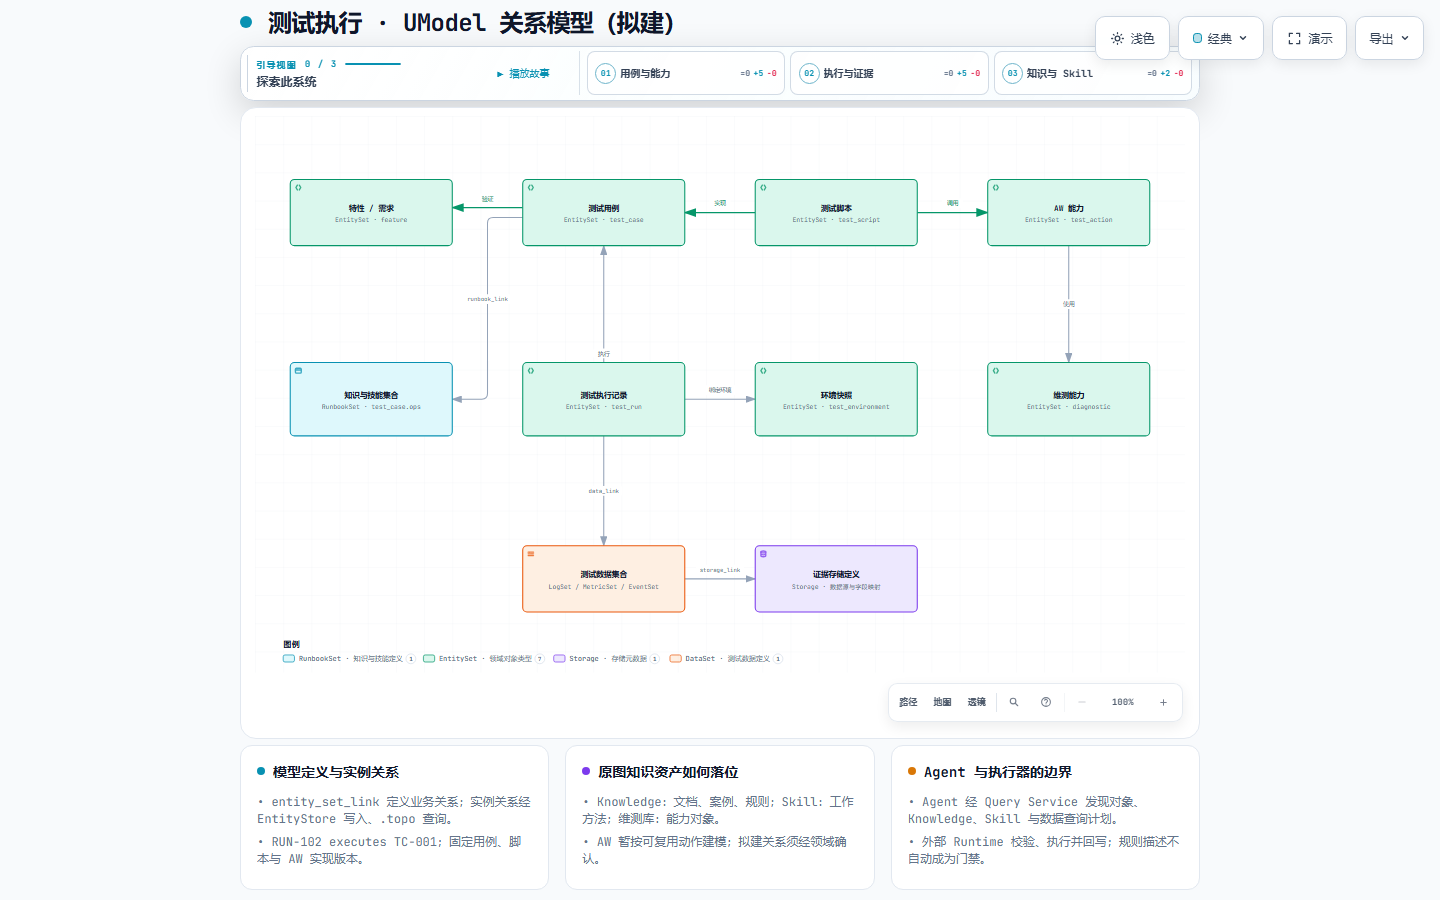 测试执行 · UModel 关系模型（拟建）
浅色
经典
演示
导出
引导视图 0 / 3
探索此系统
▶ 播放故事
01 用例与能力 =0 +5 -0
02 执行与证据 =0 +5 -0
03 知识与 Skill =0 +2 -0
特性 / 需求
EntitySet · feature
验证
测试用例
EntitySet · test_case
实现
测试脚本
EntitySet · test_script
调用
AW 能力
EntitySet · test_action
runbook_link
使用
执行
知识与技能集合
RunbookSet · test_case.ops
测试执行记录
EntitySet · test_run
绑定环境
环境快照
EntitySet · test_environment
维测能力
EntitySet · diagnostic
data_link
测试数据集合
LogSet / MetricSet / EventSet
storage_link
证据存储定义
Storage · 数据源与字段映射
图例
RunbookSet · 知识与技能定义 1
EntitySet · 领域对象类型 7
Storage · 存储元数据 1
DataSet · 测试数据定义 1
路径 地图 透镜 100%
模型定义与实例关系
• entity_set_link 定义业务关系；实例关系经
EntityStore 写入、.topo 查询。
• RUN-102 executes TC-001；固定用例、脚
本与 AW 实现版本。
原图知识资产如何落位
• Knowledge：文档、案例、规则；Skill：工作
方法；维测库：能力对象。
• AW 暂按可复用动作建模；拟建关系须经领域确
认。
Agent 与执行器的边界
• Agent 经 Query Service 发现对象、
Knowledge、Skill 与数据查询计划。
• 外部 Runtime 校验、执行并回写；规则描述不
自动成为门禁。